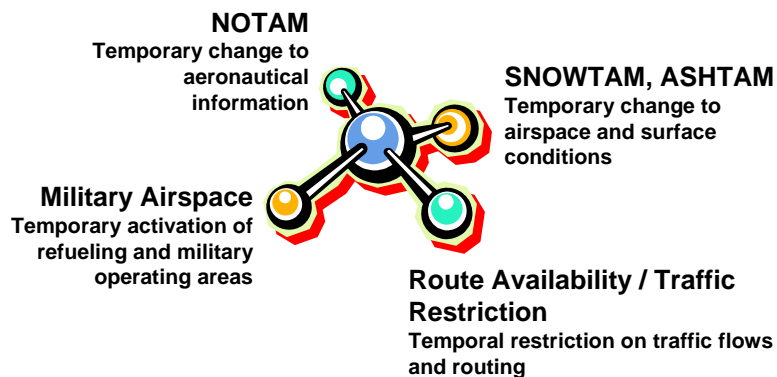 NOTAM
Temporary change to
aeronautical
information
SNOWTAM, ASHTAM
Temporary change to
airspace and surface
conditions
Military Airspace
Temporary activation of
refueling and military
operating areas
Route Availability / Traffic
Restriction
Temporal restriction on traffic flows
and routing